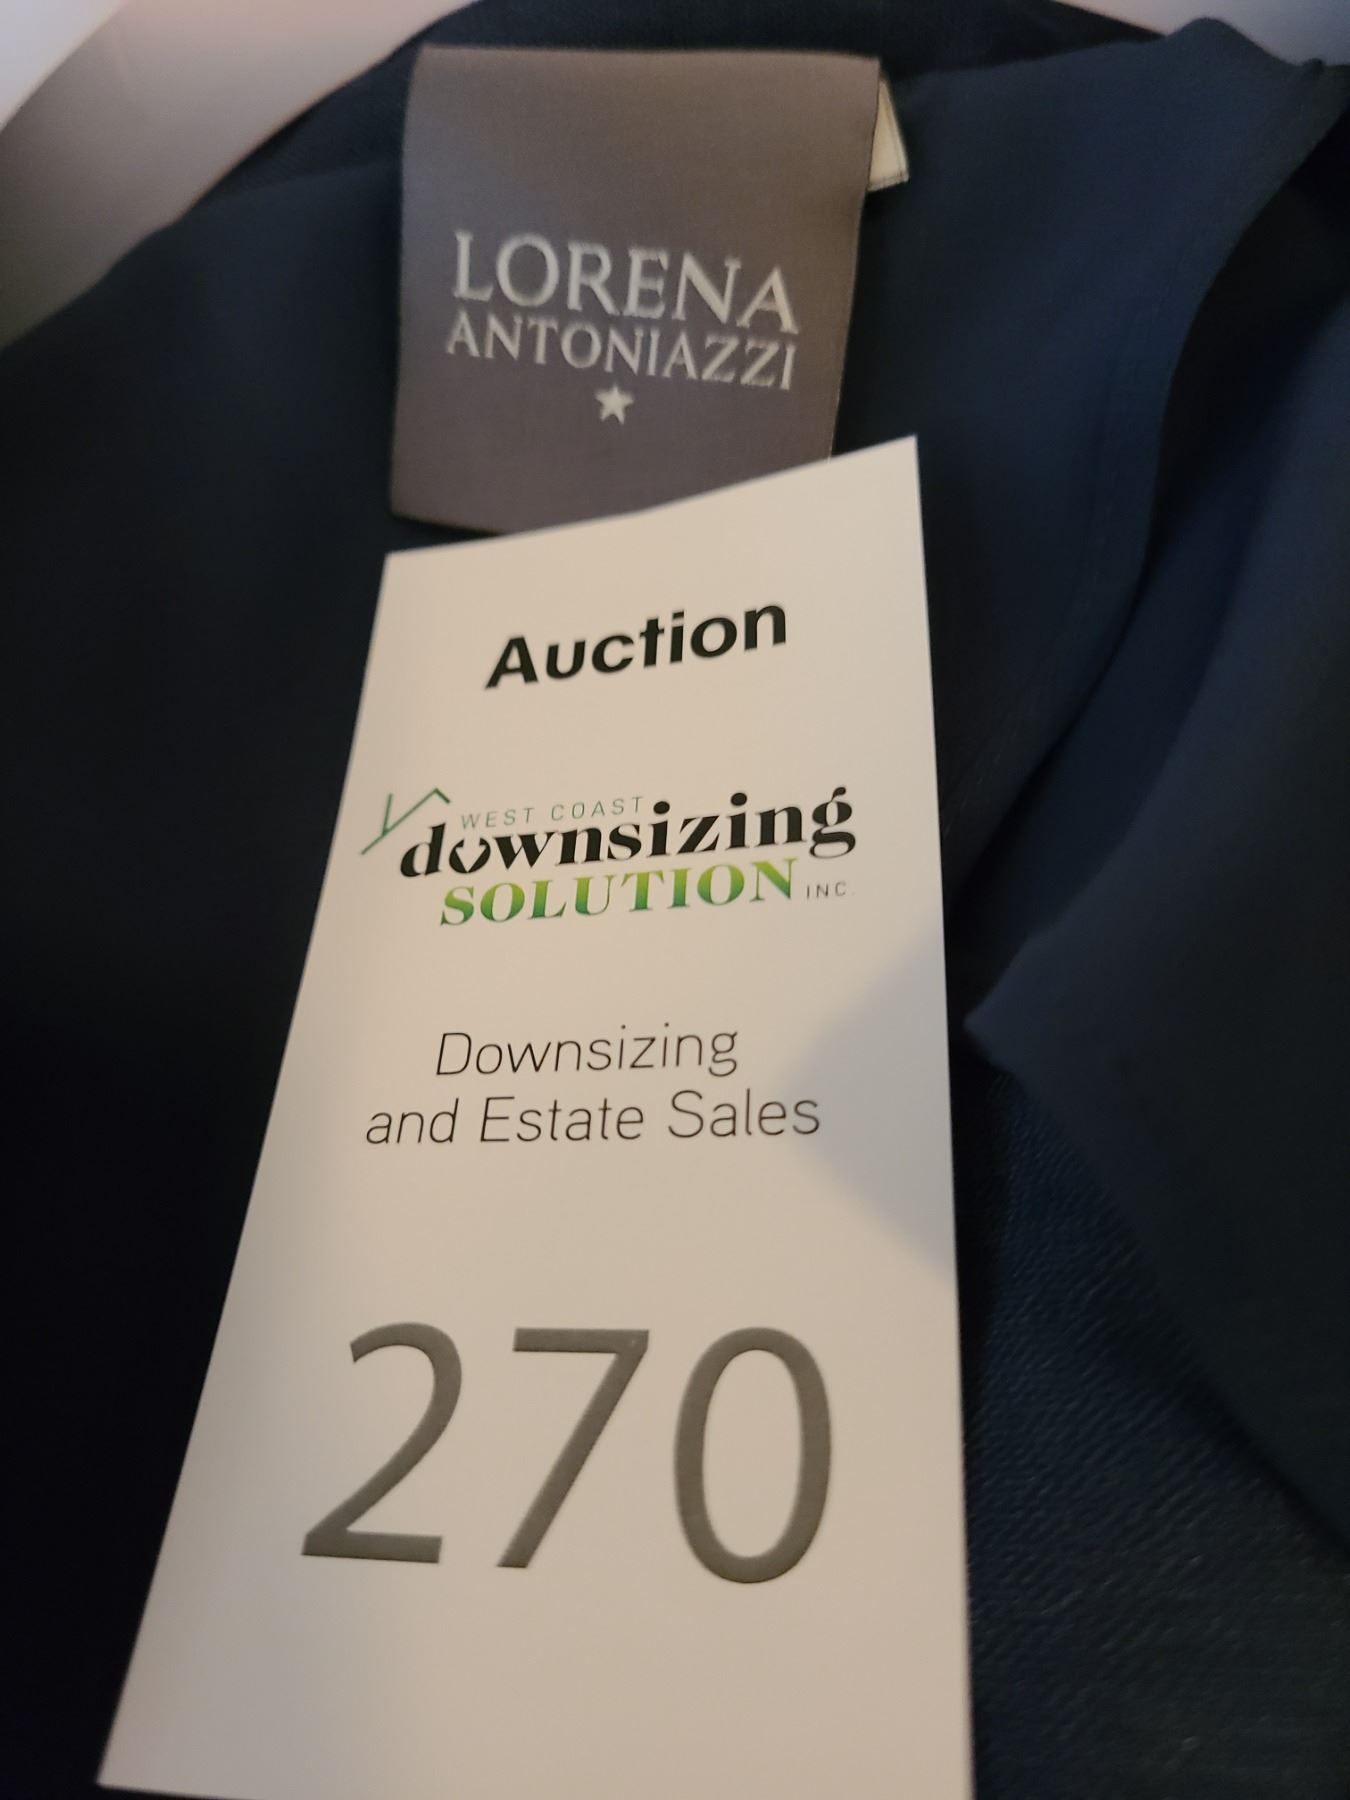 LORENA
ANTONIAZZI
Auction
WEST COAST
downsizing
SOLUTION INC.
Downsizing
and Estate Sales
270